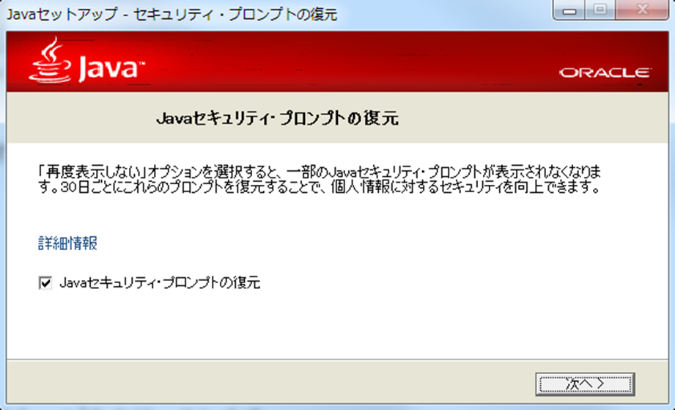 Javaセットアップ - セキュリティ・プロンプトの復元
Java™
ORACLE
Javaセキュリティ・プロンプトの復元
「再度表示しない」オプションを選択すると、一部のJavaセキュリティ・プロンプトが表示されなくなりま
す。30日ごとにこれらのプロンプトを復元することで、個人情報に対するセキュリティを向上できます。
詳細情報
Javaセキュリティ・プロンプトの復元
次へ >